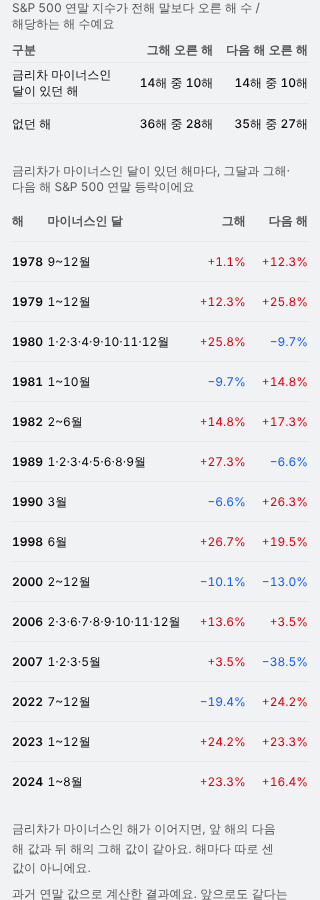 S&P 500 연말 지수가 전해 말보다 오른 해 수 /
해당하는 해 수예요
구분 그해 오른 해 다음 해 오른 해
금리차 마이너스인
달이 있던 해 14해 중 10해 14해 중 10해
없던 해 36해 중 28해 35해 중 27해
금리차가 마이너스인 달이 있던 해마다, 그달과 그해·
다음 해 S&P 500 연말 등락이에요
해 마이너스인 달 그해 다음 해
1978 9~12월 +1.1% +12.3%
1979 1~12월 +12.3% +25.8%
1980 1·2·3·4·9·10·11·12월 +25.8% −9.7%
1981 1~10월 −9.7% +14.8%
1982 2~6월 +14.8% +17.3%
1989 1·2·3·4·5·6·8·9월 +27.3% −6.6%
1990 3월 −6.6% +26.3%
1998 6월 +26.7% +19.5%
2000 2~12월 −10.1% −13.0%
2006 2·3·6·7·8·9·10·11·12월 +13.6% +3.5%
2007 1·2·3·5월 +3.5% −38.5%
2022 7~12월 −19.4% +24.2%
2023 1~12월 +24.2% +23.3%
2024 1~8월 +23.3% +16.4%
금리차가 마이너스인 해가 이어지면, 앞 해의 다음
해 값과 뒤 해의 그해 값이 같아요. 해마다 따로 센
값이 아니에요.
과거 연말 값으로 계산한 결과예요. 앞으로도 같다는